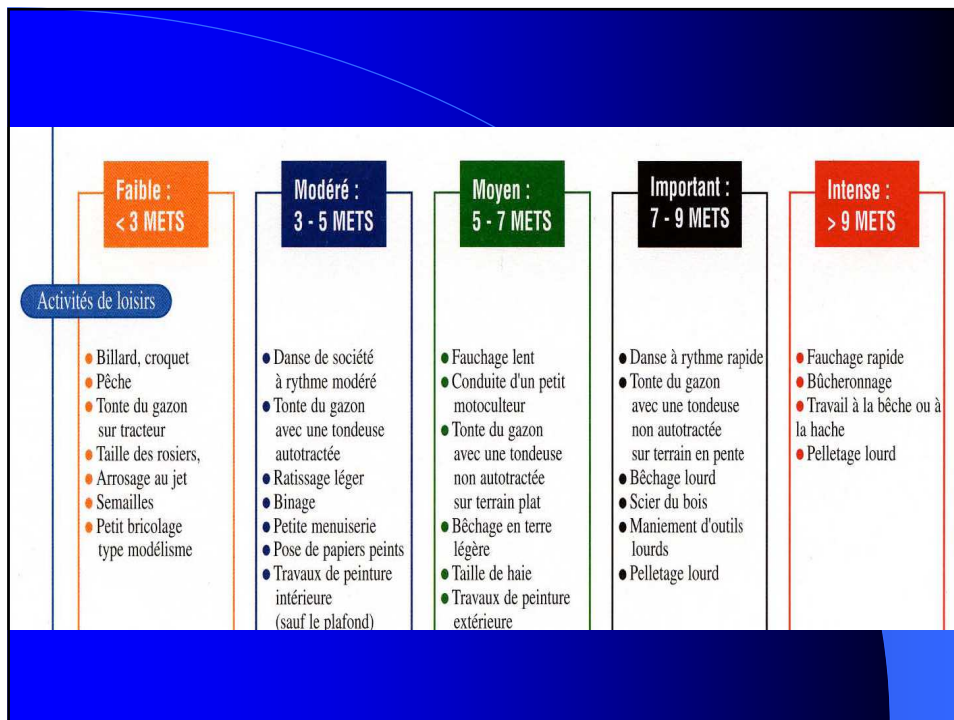 Faible :
< 3 METS
Modéré :
3 - 5 METS
Moyen :
5 - 7 METS
Important :
7 - 9 METS
Intense :
> 9 METS
Activités de loisirs
● Billard, croquet
● Pêche
● Tonte du gazon
sur tracteur
● Taille des rosiers,
● Arrosage au jet
● Semailles
● Petit bricolage
type modélisme
● Danse de société
à rythme modéré
● Tonte du gazon
avec une tondeuse
autotractée
● Ratissage léger
● Binage
● Petite menuiserie
● Pose de papiers peints
● Travaux de peinture
intérieure
(sauf le plafond)
● Fauchage lent
● Conduite d'un petit
motoculteur
● Tonte du gazon
avec une tondeuse
non autotractée
sur terrain plat
● Bêchage en terre
légère
● Taille de haie
● Travaux de peinture
extérieure
● Danse à rythme rapide
● Tonte du gazon
avec une tondeuse
non autotractée
sur terrain en pente
● Bêchage lourd
● Scier du bois
● Maniement d'outils
lourds
● Pelletage lourd
● Fauchage rapide
● Bûcheronnage
● Travail à la bêche ou à
la hache
● Pelletage lourd